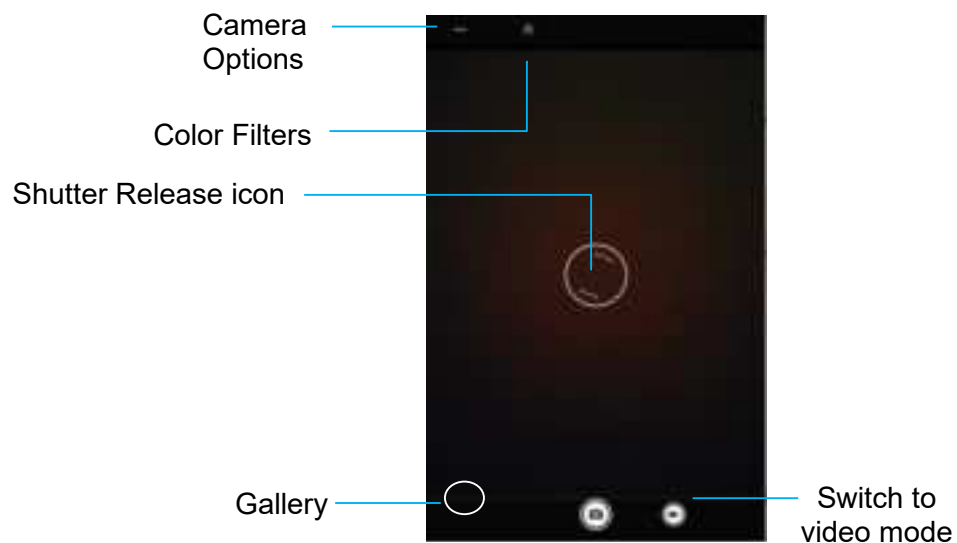 Camera
Options
Color Filters
Shutter Release icon
Gallery
Switch to
video mode